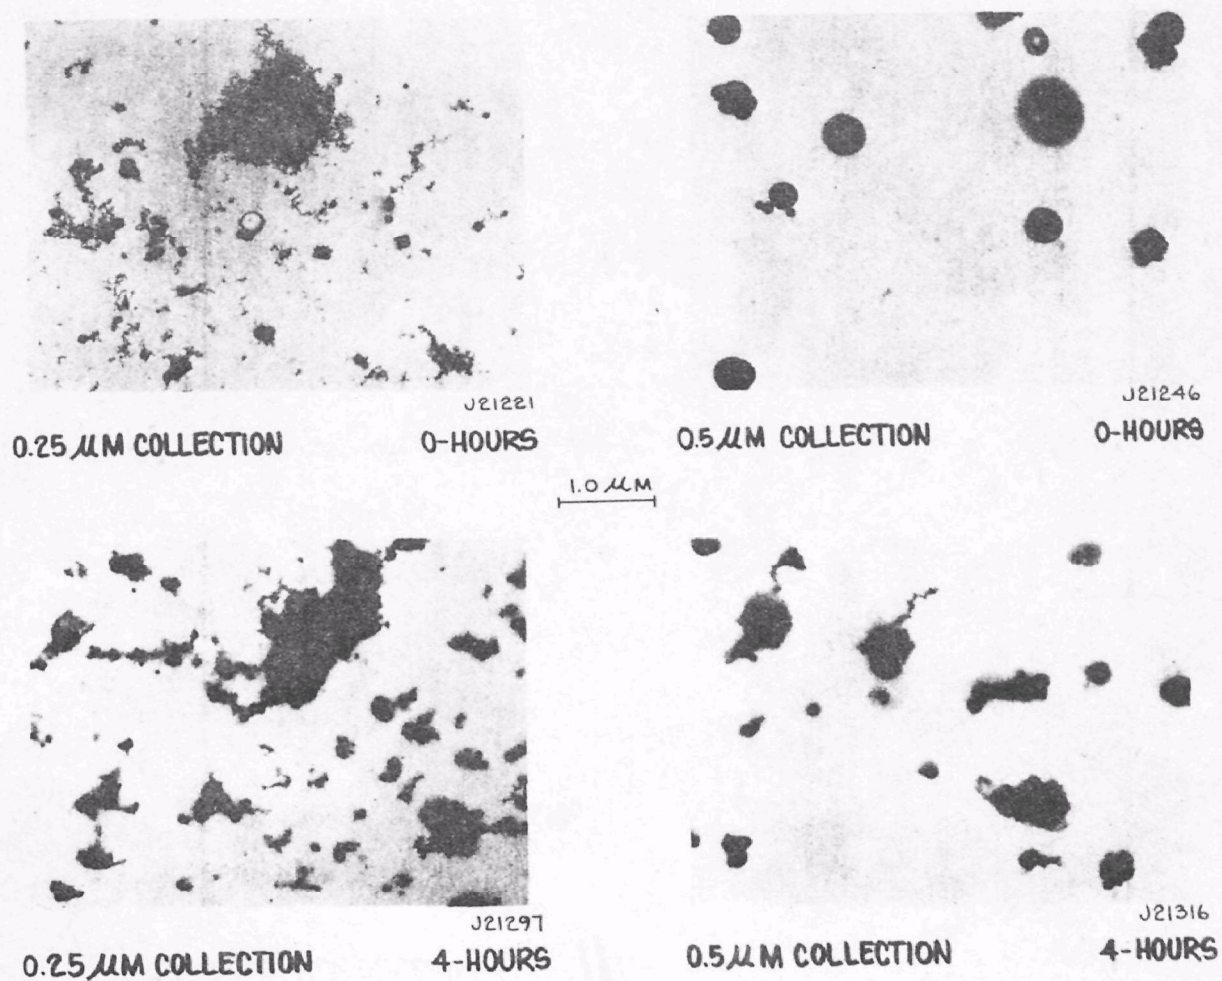 J21221
J21246
0.25 µM COLLECTION 0-HOURS
0.5 µM COLLECTION 0-HOURS
1.0 µM
J21297
J21316
0.25 µM COLLECTION 4-HOURS
0.5 µM COLLECTION 4-HOURS